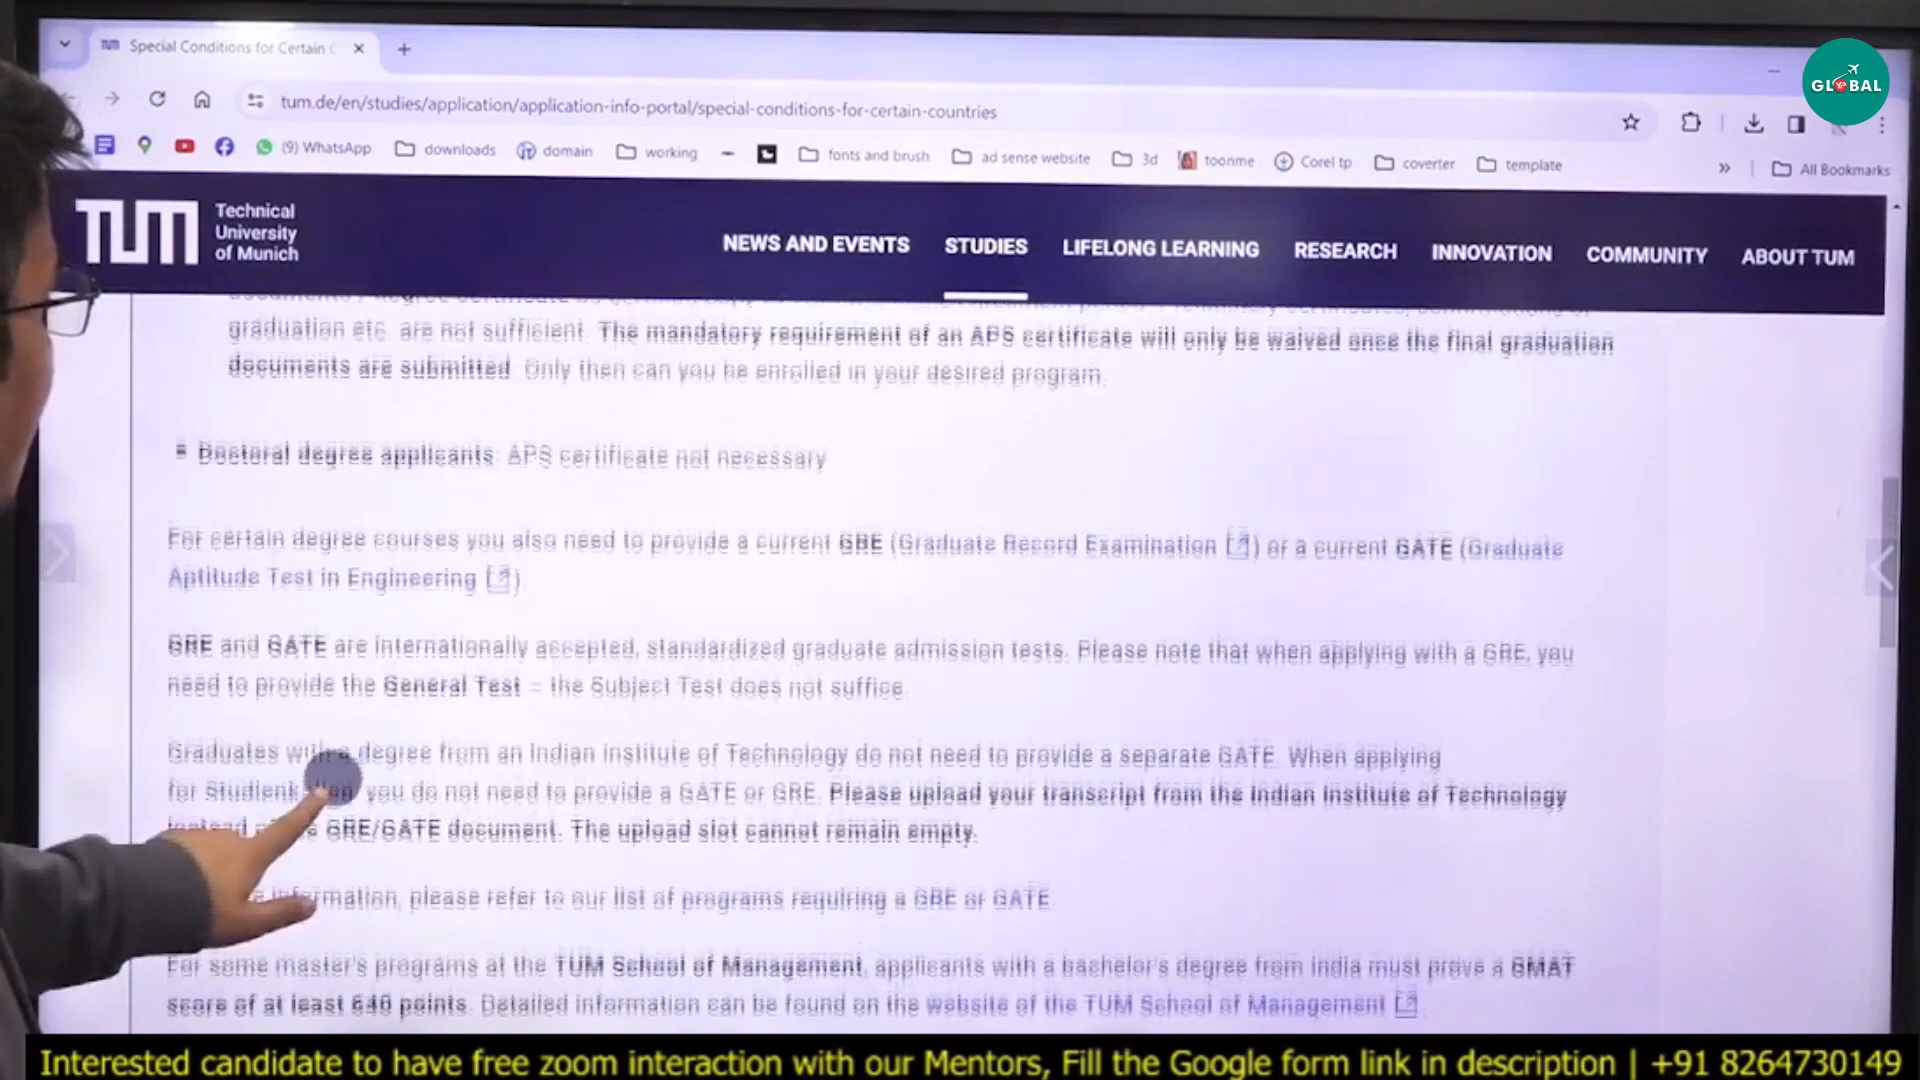 Special Conditions for Certain C
GLOBAL
YP
tum.de/en/studies/application/application-info-portal/special-conditions-for-certain-countries
(9) WhatsApp downloads domain working fonts and brush ad sense website 3d toonme Corel tp coverter template » All Bookmarks
TUM Technical
University
of Munich
NEWS AND EVENTS STUDIES LIFELONG LEARNING RESEARCH INNOVATION COMMUNITY ABOUT TUM
graduation etc. are not sufficient. The mandatory requirement of an APS certificate will only be waived once the final graduation
documents are submitted. Only then can you be enrolled in your desired program.
Doctoral degree applicants: APS certificate not necessary
For certain degree courses you also need to provide a current GRE (Graduate Record Examination ) or a current GATE (Graduate
Aptitude Test in Engineering ).
GRE and GATE are internationally accepted, standardized graduate admission tests. Please note that when applying with a GRE, you
need to provide the General Test – the Subject Test does not suffice.
Graduates with a degree from an Indian Institute of Technology do not need to provide a separate GATE. When applying
for you do not need to provide a GATE or GRE. Please upload your transcript from the Indian Institute of Technology
GRE/GATE document. The upload slot cannot remain empty.
information, please refer to our list of programs requiring a GRE or GATE
For some master's programs at the TUM School of Management, applicants with a bachelor's degree from India must prove a GMAT
score of at least 640 points. Detailed information can be found on the website of the TUM School of Management
Interested candidate to have free zoom interaction with our Mentors, Fill the Google form link in description | +91 8264730149